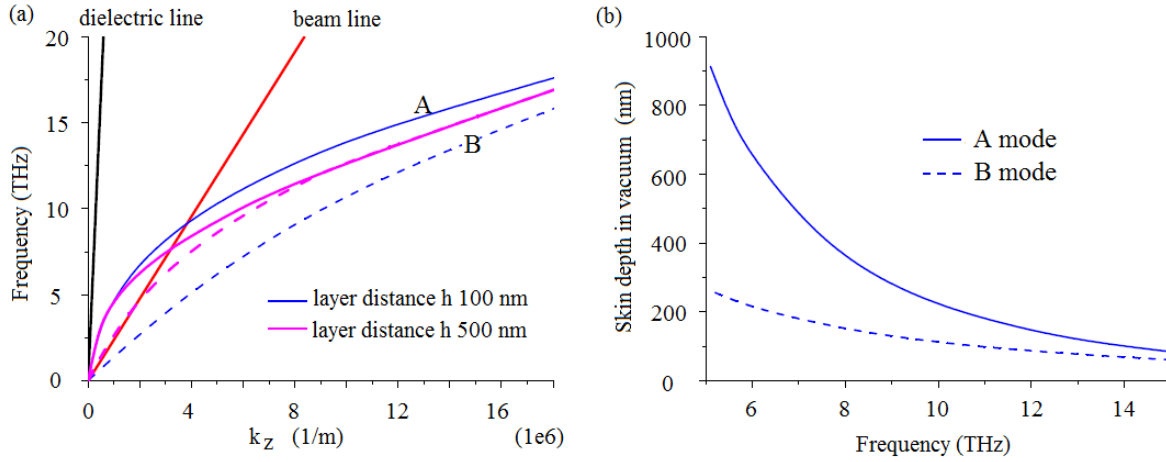 (a)
dielectric line
beam line
20
15
10
5
0
Frequency (THz)
A
B
layer distance h 100 nm
layer distance h 500 nm
0
4
8
12
16
k z (1/m)
(1e6)
(b)
1000
800
600
400
200
0
Skin depth in vacuum (nm)
A mode
B mode
6
8
10
12
14
Frequency (THz)